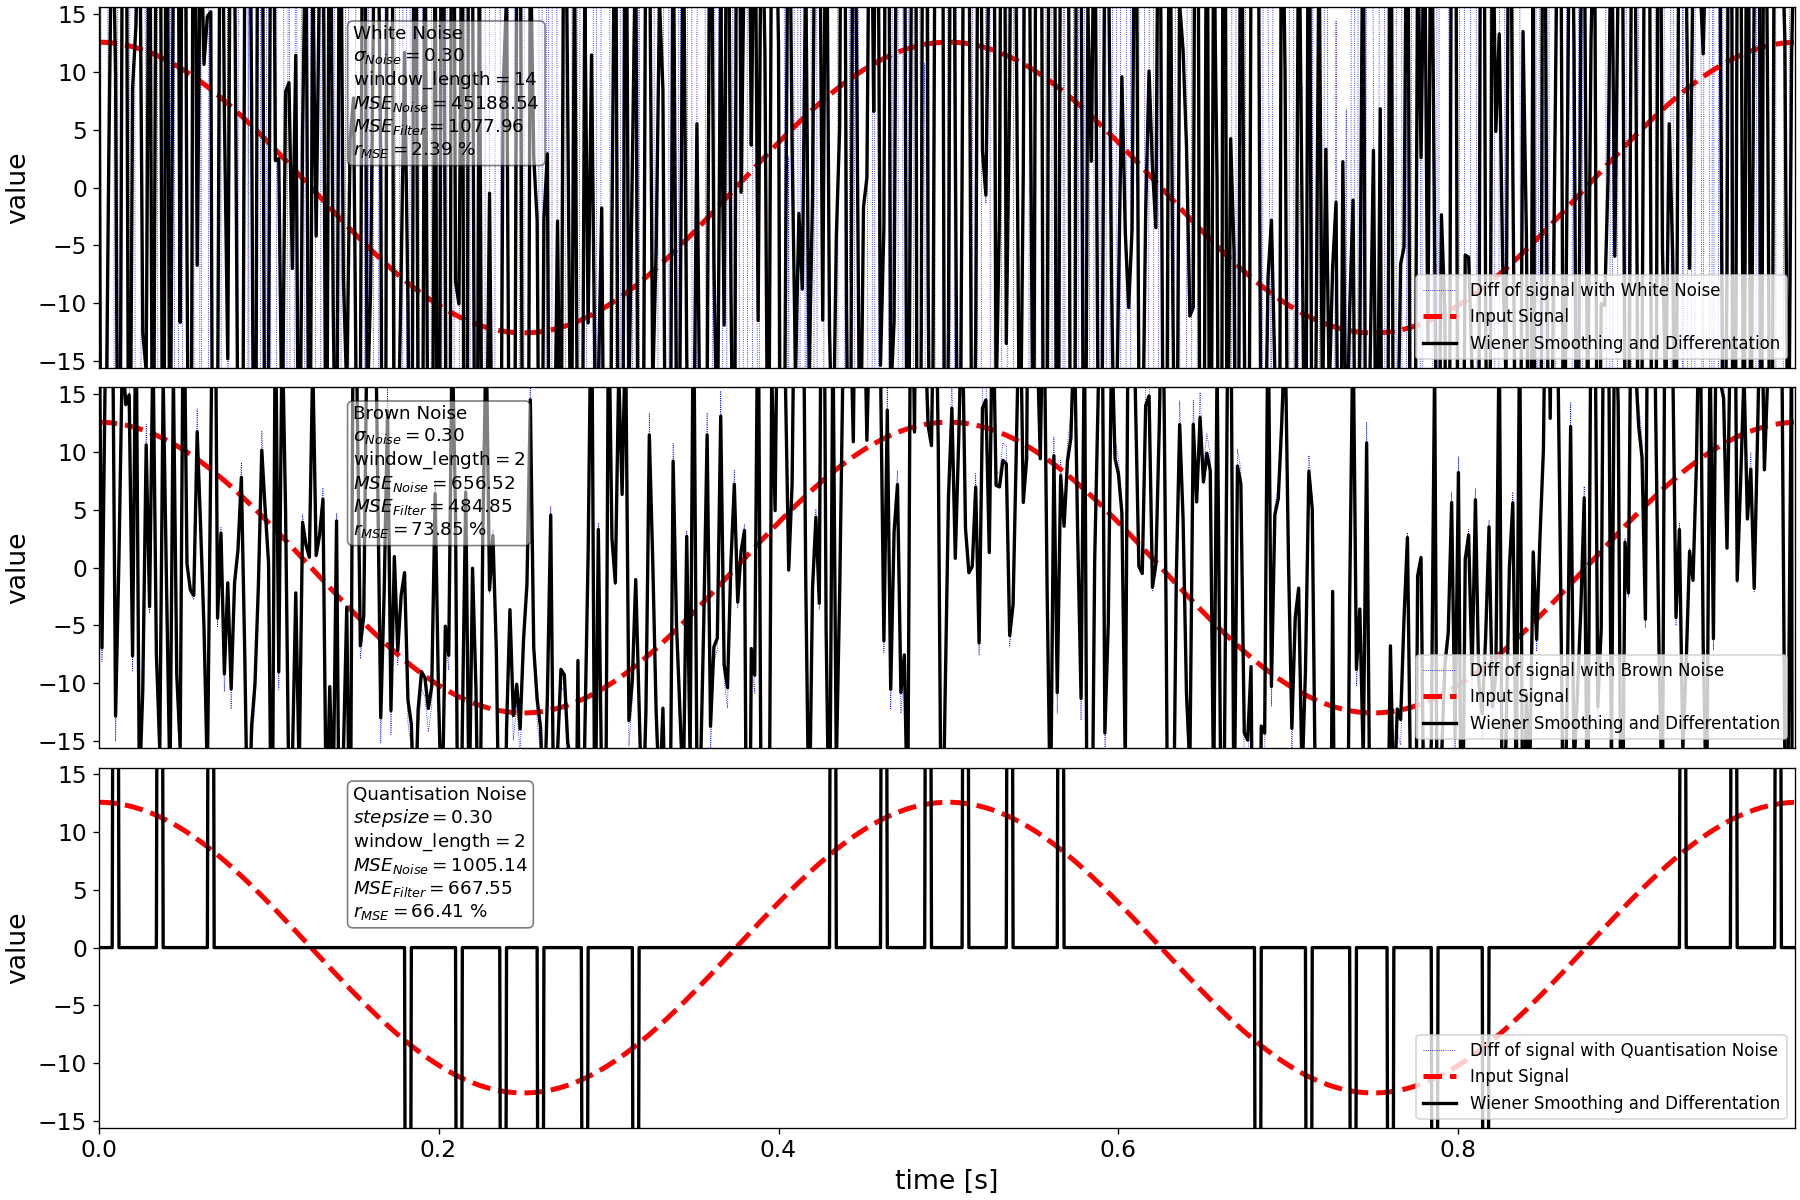 15
10
5
0
−5
−10
−15
value
White Noise
σNoise = 0.30
window_length = 14
MSENoise = 45188.54
MSEFilter = 1077.96
rMSE = 2.39 %
Diff of signal with White Noise
Input Signal
Wiener Smoothing and Differentation
15
10
5
0
−5
−10
−15
value
Brown Noise
σNoise = 0.30
window_length = 2
MSENoise = 656.52
MSEFilter = 484.85
rMSE = 73.85 %
Diff of signal with Brown Noise
Input Signal
Wiener Smoothing and Differentation
15
10
5
0
−5
−10
−15
value
Quantisation Noise
stepsize = 0.30
window_length = 2
MSENoise = 1005.14
MSEFilter = 667.55
rMSE = 66.41 %
Diff of signal with Quantisation Noise
Input Signal
Wiener Smoothing and Differentation
0.0 0.2 0.4 0.6 0.8
time [s]